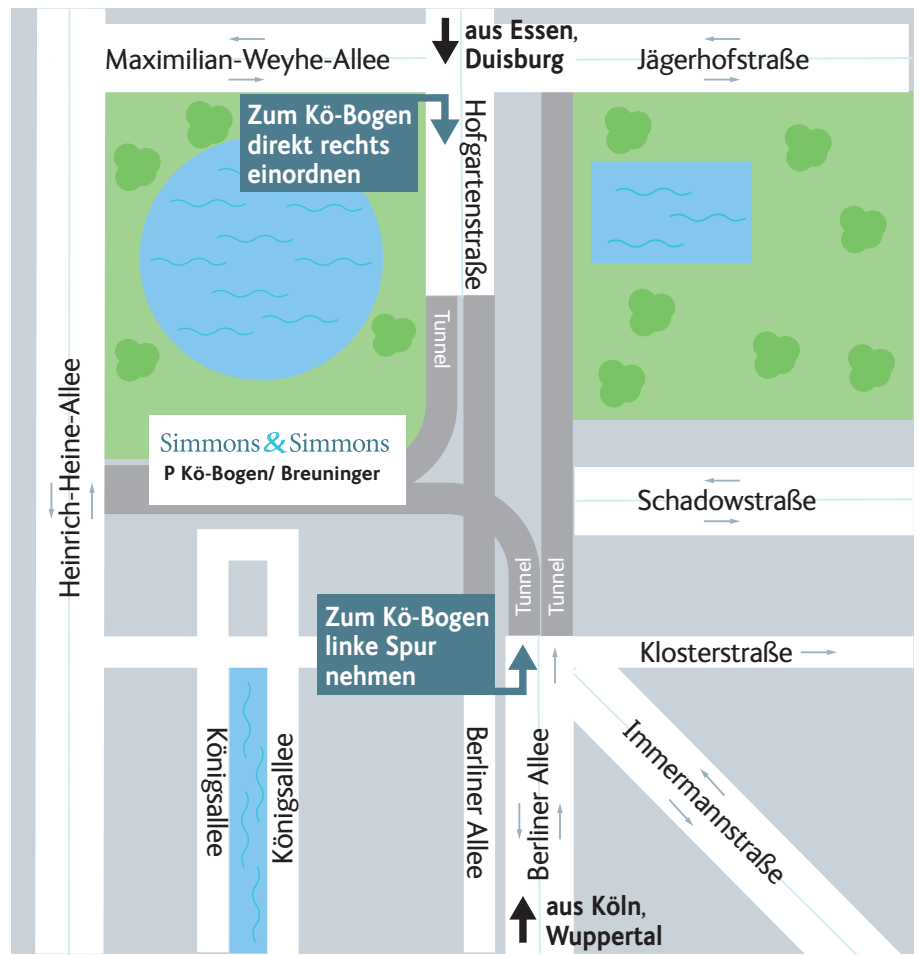 aus Essen,
Duisburg
Maximilian-Weyhe-Allee
Jägerhofstraße
Zum Kö-Bogen
direkt rechts
einordnen
Hofgartenstraße
Tunnel
Heinrich-Heine-Allee
Simmons & Simmons
P Kö-Bogen/ Breuninger
Schadowstraße
Tunnel
Tunnel
Zum Kö-Bogen
linke Spur
nehmen
Klosterstraße
Königsallee
Königsallee
Berliner Allee
Berliner Allee
Immermannstraße
aus Köln,
Wuppertal